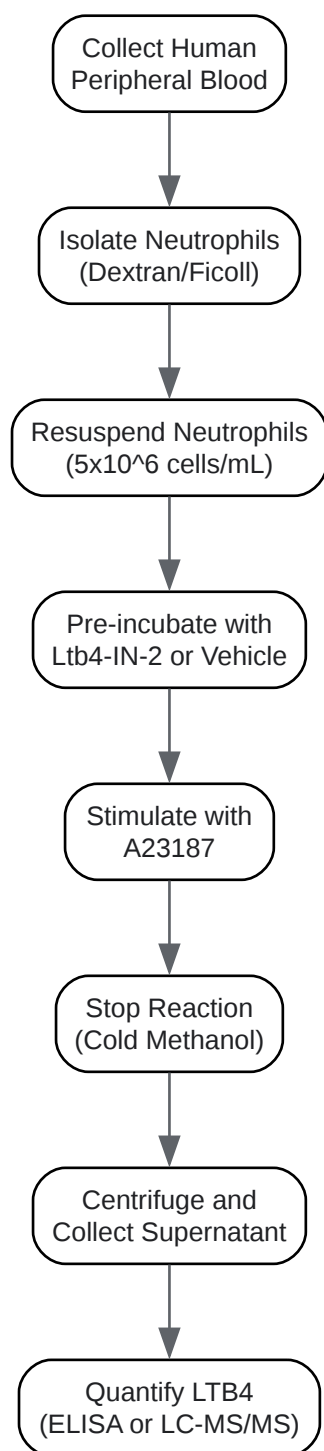 Collect Human
Peripheral Blood
Isolate Neutrophils
(Dextran/Ficoll)
Resuspend Neutrophils
(5x10^6 cells/mL)
Pre-incubate with
Ltb4-IN-2 or Vehicle
Stimulate with
A23187
Stop Reaction
(Cold Methanol)
Centrifuge and
Collect Supernatant
Quantify LTB4
(ELISA or LC-MS/MS)